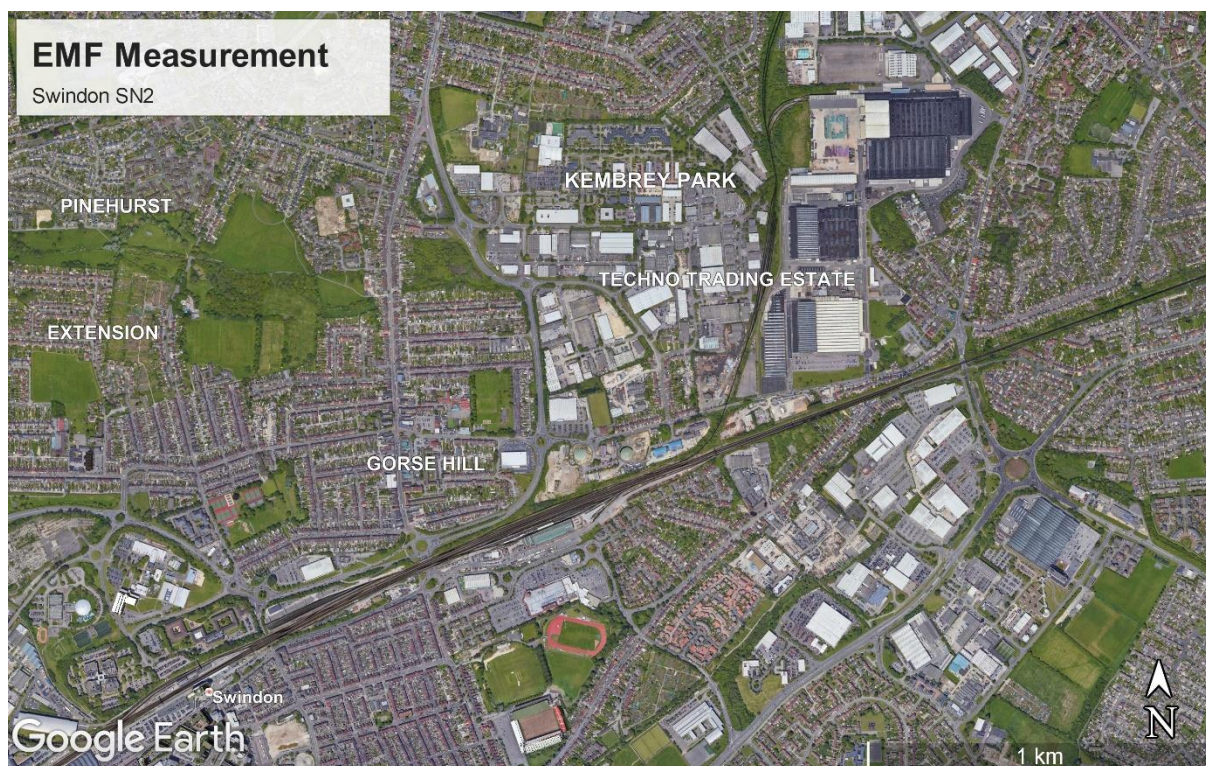 EMF Measurement
Swindon SN2
KEMBREY PARK
PINEHURST
TECHNO TRADING ESTATE
EXTENSION
GORSE HILL
Swindon
Google Earth
N
1 km